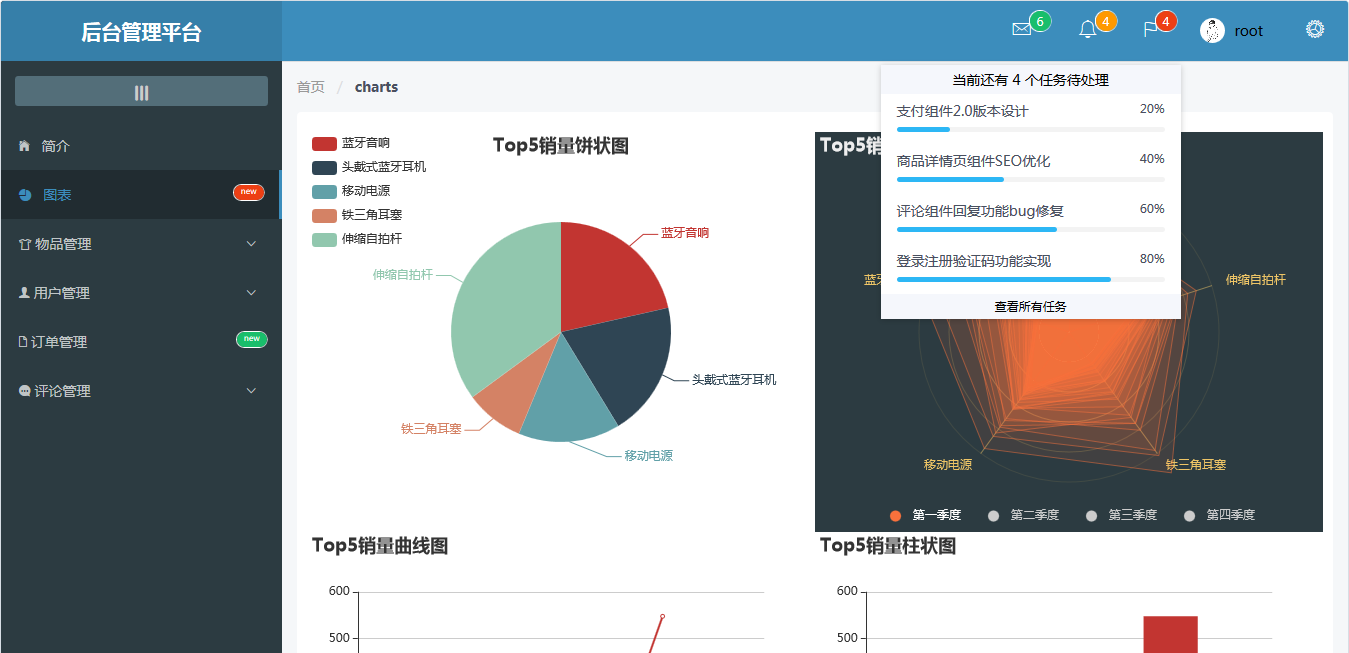 后台管理平台
6
4
4
root
首页 / charts
简介
图表
new
物品管理
用户管理
订单管理
new
评论管理
当前还有 4 个任务待处理
支付组件2.0版本设计
20%
商品详情页组件SEO优化
40%
评论组件回复功能bug修复
60%
登录注册验证码功能实现
80%
查看所有任务
Top5销量饼状图
蓝牙音响
头戴式蓝牙耳机
移动电源
铁三角耳塞
伸缩自拍杆
蓝牙音响
伸缩自拍杆
头戴式蓝牙耳机
铁三角耳塞
移动电源
Top5销
蓝牙
伸缩自拍杆
移动电源
铁三角耳塞
第一季度
第二季度
第三季度
第四季度
Top5销量曲线图
600
500
Top5销量柱状图
600
500